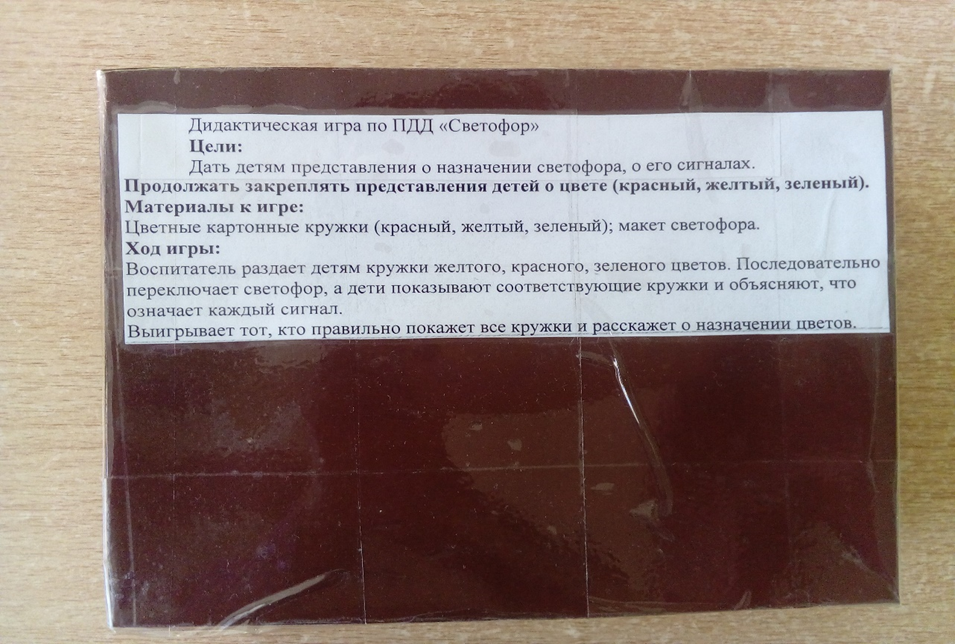 Дидактическая игра по ПДД «Светофор»
Цели:
Дать детям представления о назначении светофора, о его сигналах.
Продолжать закреплять представления детей о цвете (красный, желтый, зеленый).
Материалы к игре:
Цветные картонные кружки (красный, желтый, зеленый); макет светофора.
Ход игры:
Воспитатель раздает детям кружки желтого, красного, зеленого цветов. Последовательно
переключает светофор, а дети показывают соответствующие кружки и объясняют, что
означает каждый сигнал.
Выигрывает тот, кто правильно покажет все кружки и расскажет о назначении цветов.